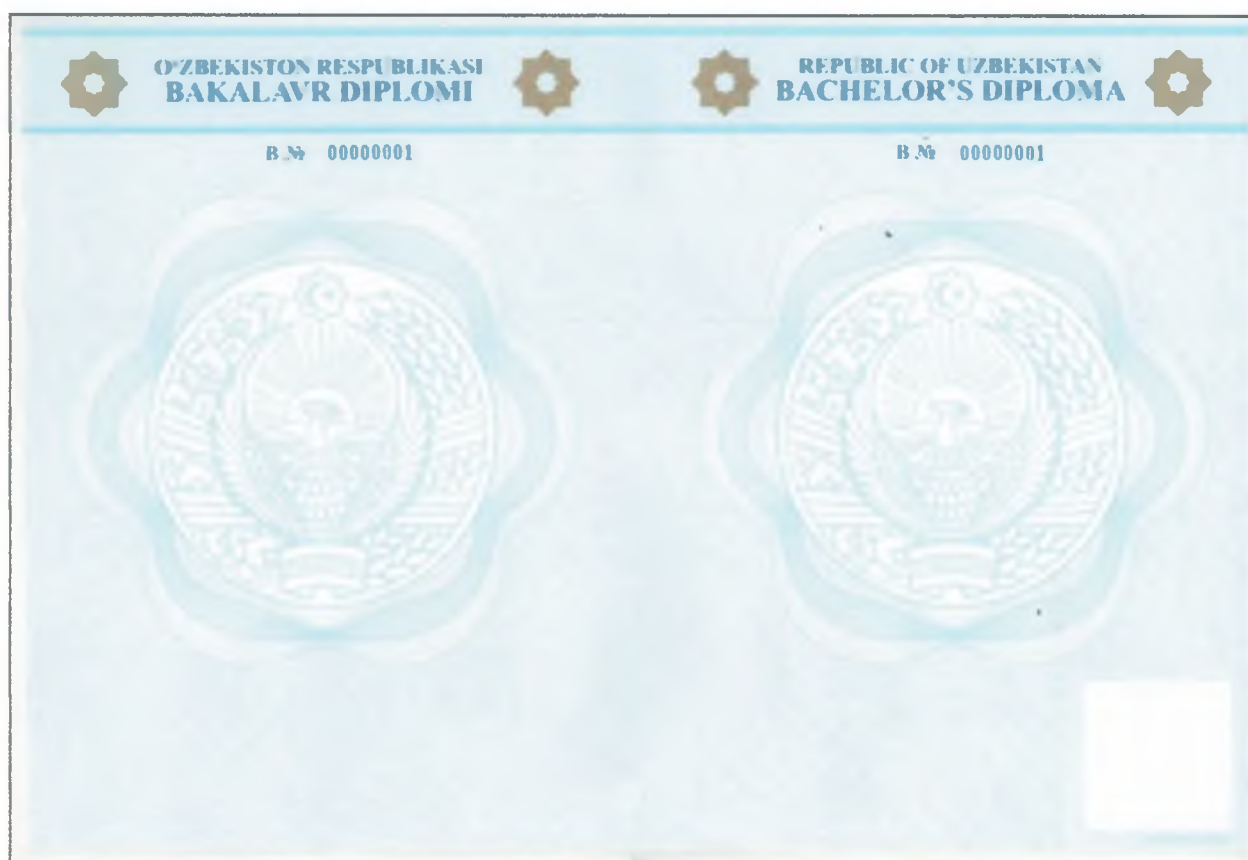 O'ZBEKISTON RESPUBLIKASI
BAKALAVR DIPLOMI
B № 00000001
REPUBLIC OF UZBEKISTAN
BACHELOR'S DIPLOMA
B № 00000001